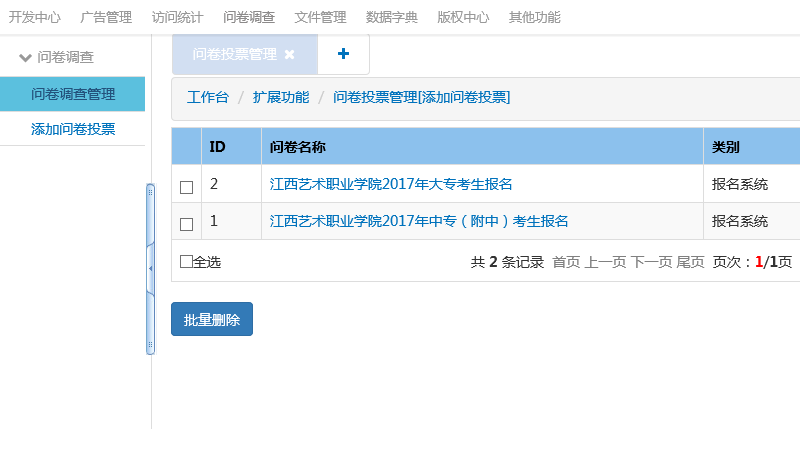 开发中心 广告管理 访问统计 问卷调查 文件管理 数据字典 版权中心 其他功能
问卷调查
问卷调查管理
添加问卷投票
问卷投票管理 ✖ +
工作台 / 扩展功能 / 问卷投票管理[添加问卷投票]
ID 问卷名称 类别
2 江西艺术职业学院2017年大专考生报名 报名系统
1 江西艺术职业学院2017年中专（附中）考生报名 报名系统
全选 共 2 条记录 首页 上一页 下一页 尾页 页次：1/1页
批量删除